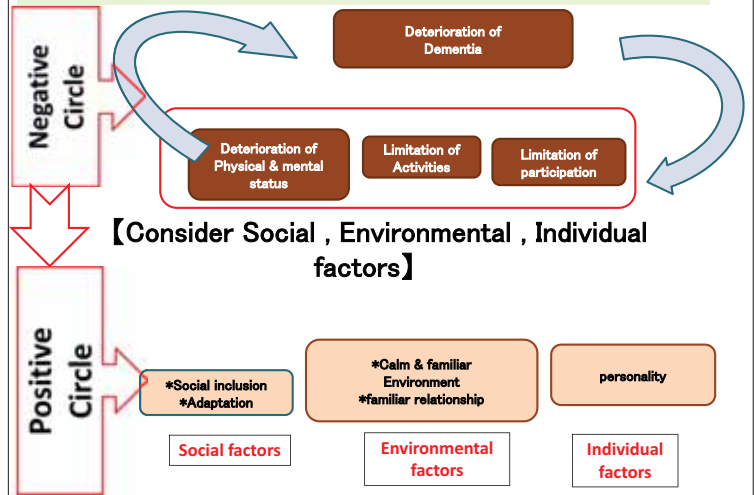 Negative
Circle
Deterioration of
Dementia
Deterioration of
Physical & mental
status
Limitation of
Activities
Limitation of
participation
【Consider Social , Environmental , Individual
factors】
Positive
Circle
*Social inclusion
*Adaptation
*Calm & familiar
Environment
*familiar relationship
personality
Social factors
Environmental
factors
Individual
factors